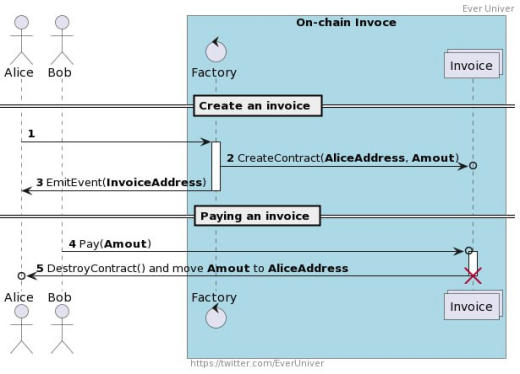 Ever Univer
On-chain Invoce
Alice
Bob
Factory
Invoice
Create an invoice
1
2 CreateContract(AliceAddress, Amout)
3 EmitEvent(InvoiceAddress)
Paying an invoice
4 Pay(Amout)
5 DestroyContract() and move Amout to AliceAddress
Alice
Bob
Factory
Invoice
https://twitter.com/EverUniver